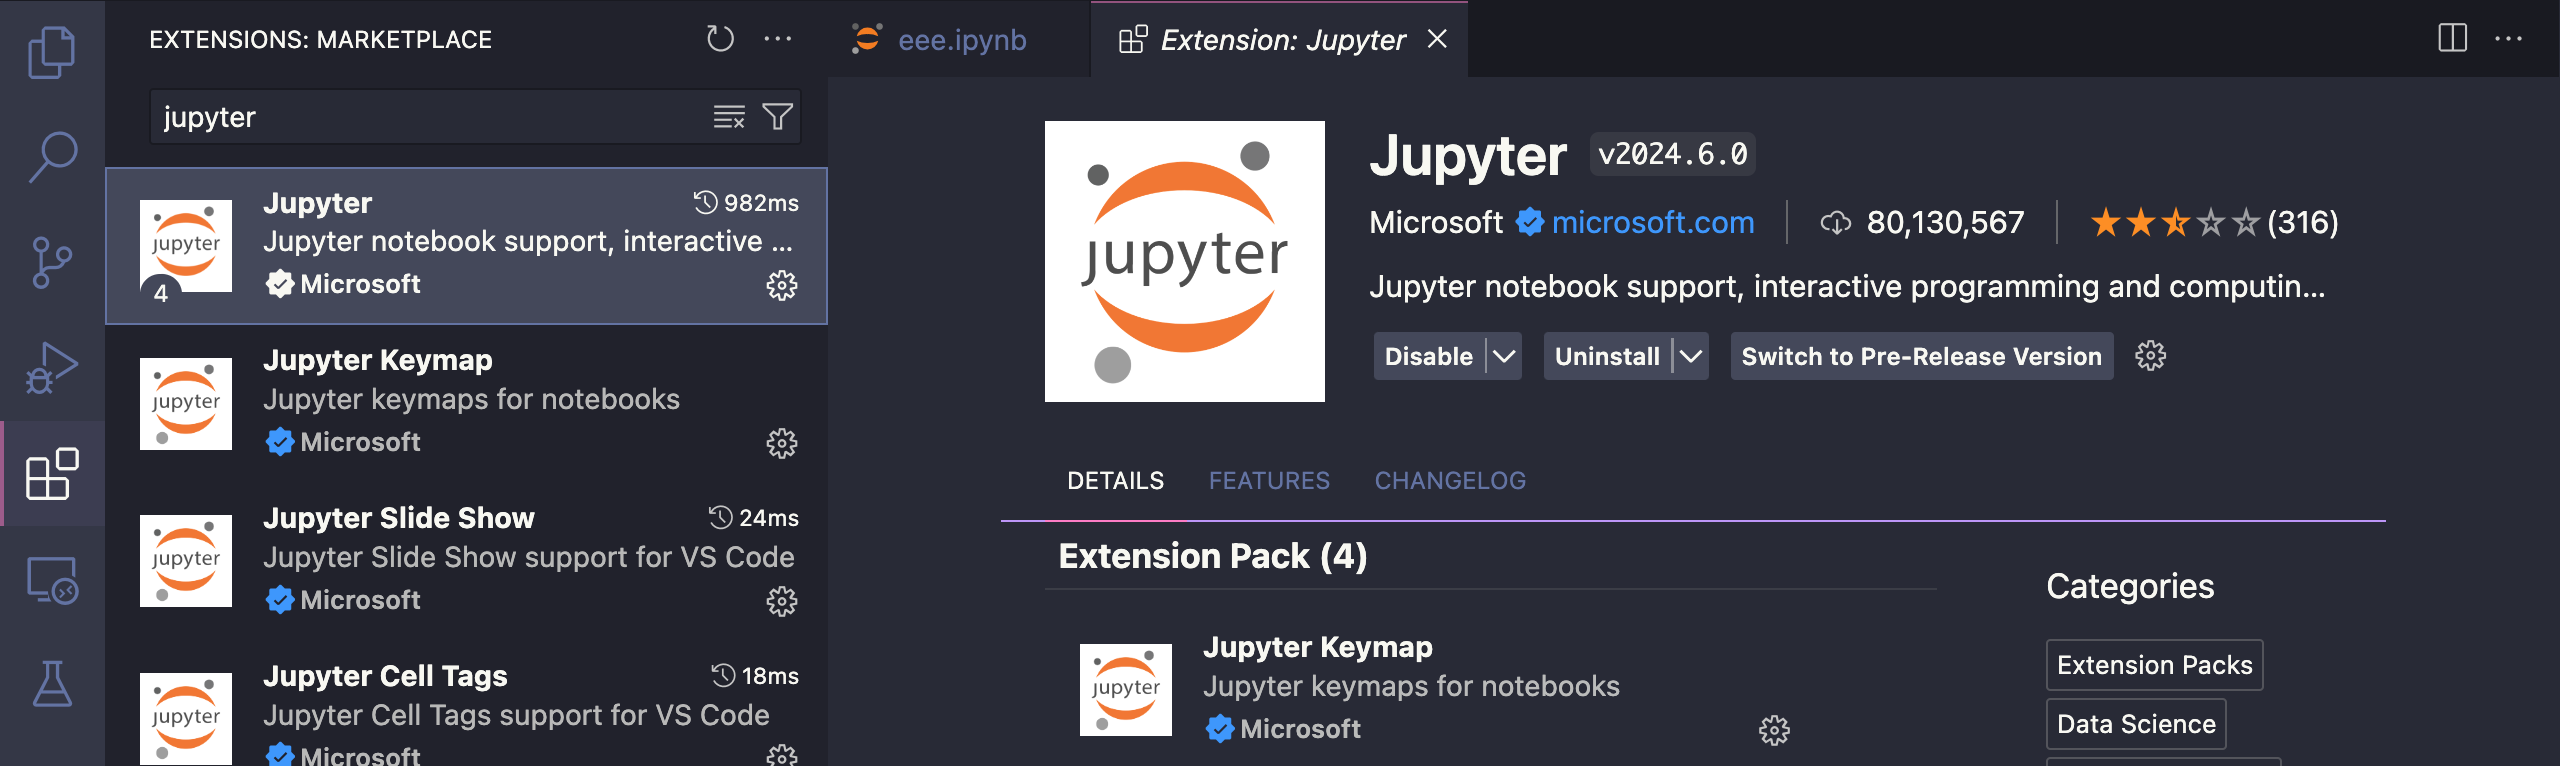 EXTENSIONS: MARKETPLACE
jupyter
jupyter
4
Jupyter
982ms
Jupyter notebook support, interactive ...
Microsoft
jupyter
Jupyter Keymap
Jupyter keymaps for notebooks
Microsoft
jupyter
Jupyter Slide Show
24ms
Jupyter Slide Show support for VS Code
Microsoft
jupyter
Jupyter Cell Tags
18ms
Jupyter Cell Tags support for VS Code
Microsoft
eee.ipynb
Extension: Jupyter
jupyter
Jupyter v2024.6.0
Microsoft microsoft.com 80,130,567 (316)
Jupyter notebook support, interactive programming and computin...
Disable Uninstall Switch to Pre-Release Version
DETAILS FEATURES CHANGELOG
Extension Pack (4)
jupyter
Jupyter Keymap
Jupyter keymaps for notebooks
Microsoft
Categories
Extension Packs
Data Science